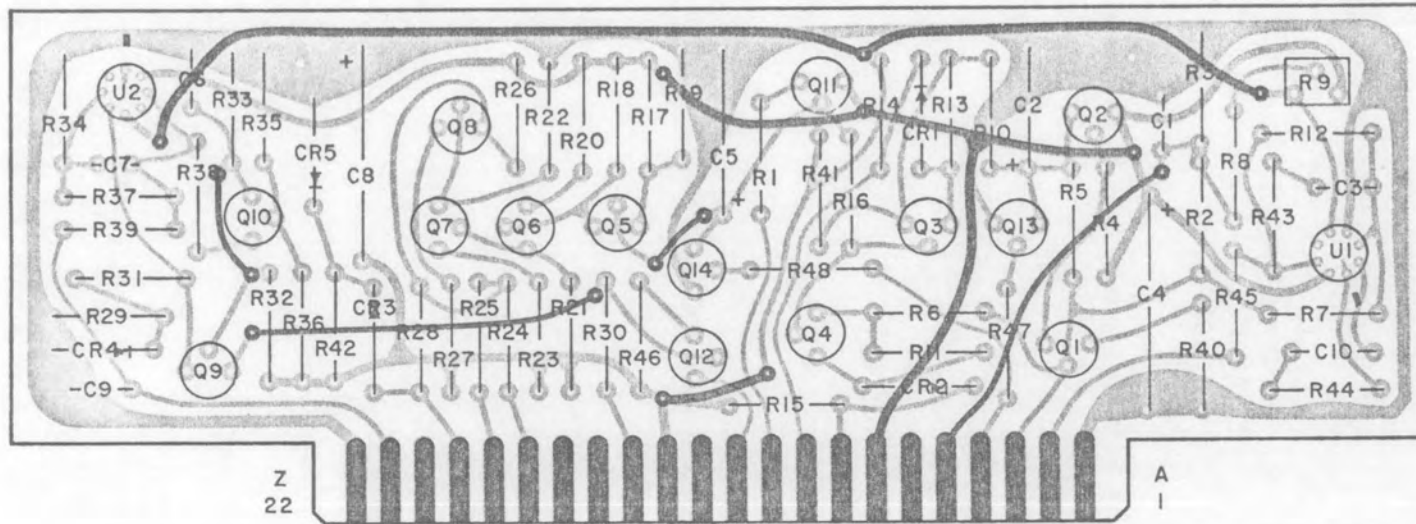 U2 C6 R33 R35 R34 C7 R38 R37 R39 Q10 CR5 C8
+
R26 R22 R18 R20 R17 R19 Q8 Q7 Q6 Q5 C5
+
Q11 R14 R13 CR1 R10 C2 Q2 C1 R3 R9
R1 R41 R16 Q3 Q13 R5 R4 R2 R8 R12 R43 C3 U1
+
+
R31 R29 CR4 C9 Q9 R32 R36 R42 CR3 R28 R27 R25 R24 R23 R21 R30 R46
Q14 R48 Q12 Q4 R6 R11 CR2 R15 R47 Q1 C4 R45 R40 R7 C10 R44
Z A
22 1